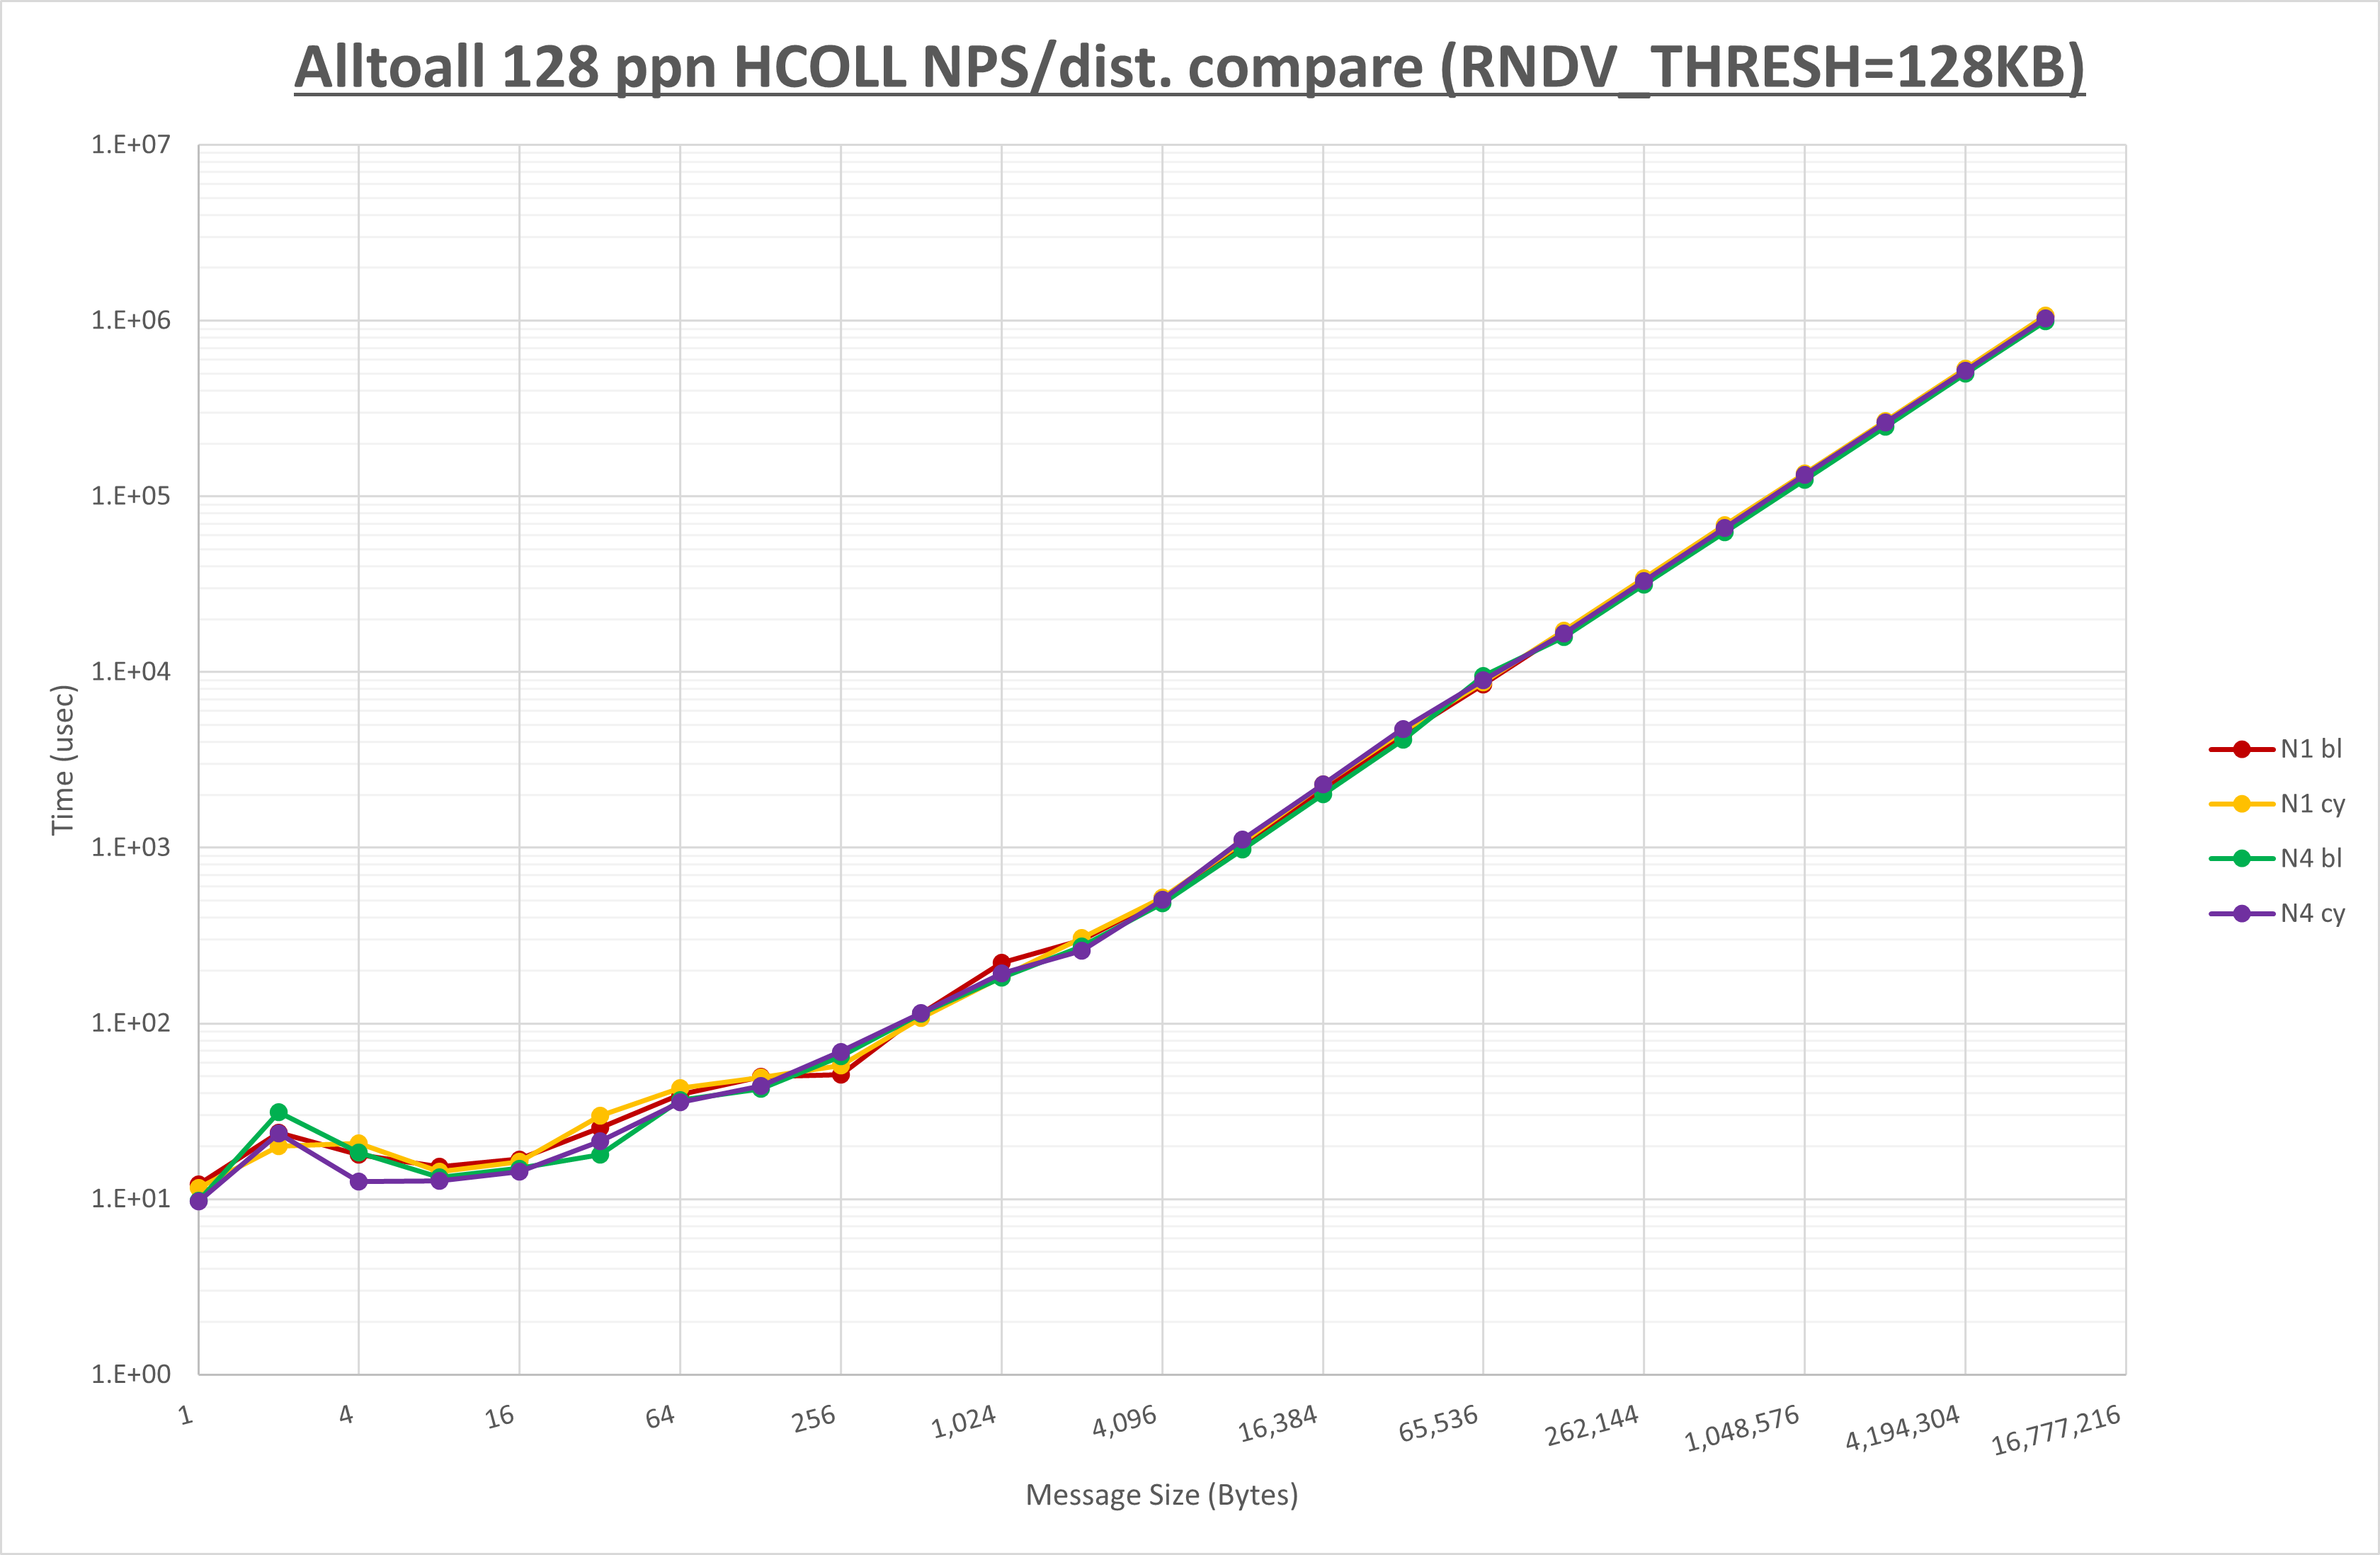 Alltoall 128 ppn HCOLL NPS/dist. compare (RNDV_THRESH=128KB)
1.E+07
1.E+06
1.E+05
1.E+04
1.E+03
1.E+02
1.E+01
1.E+00
Time (usec)
1
4
16
64
256
1,024
4,096
16,384
65,536
262,144
1,048,576
4,194,304
16,777,216
Message Size (Bytes)
N1 bl
N1 cy
N4 bl
N4 cy